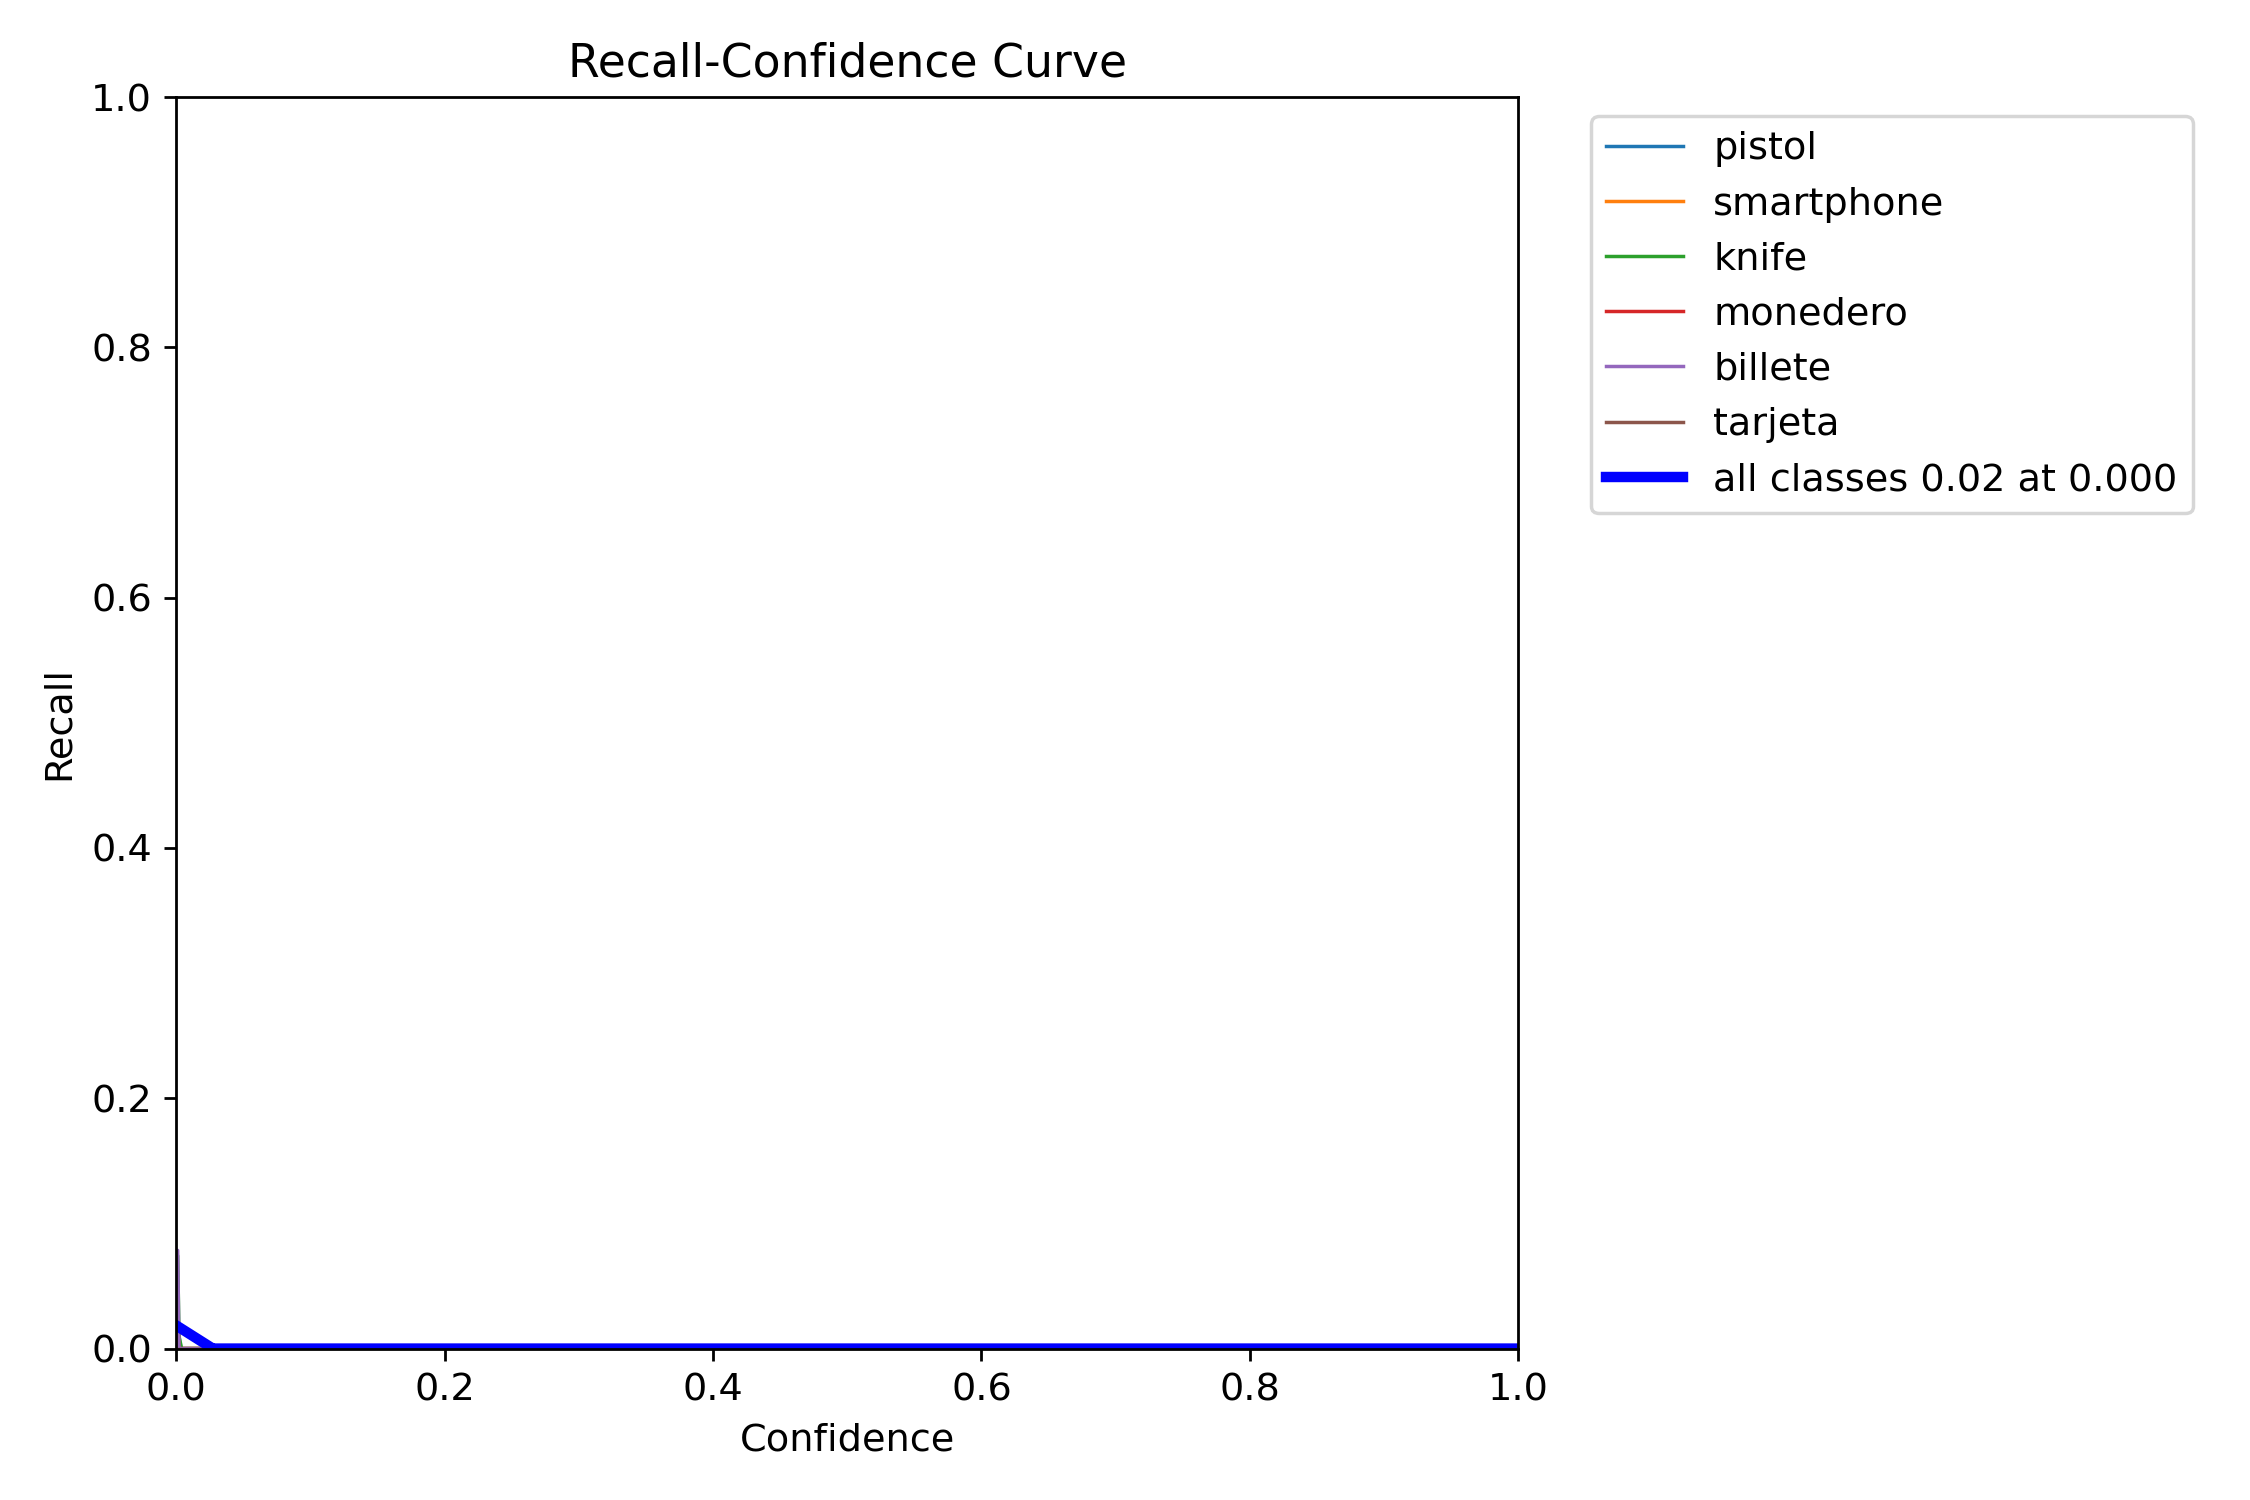 Recall-Confidence Curve
1.0
0.8
0.6
0.4
0.2
0.0
Recall
0.0 0.2 0.4 0.6 0.8 1.0
Confidence
pistol
smartphone
knife
monedero
billete
tarjeta
all classes 0.02 at 0.000